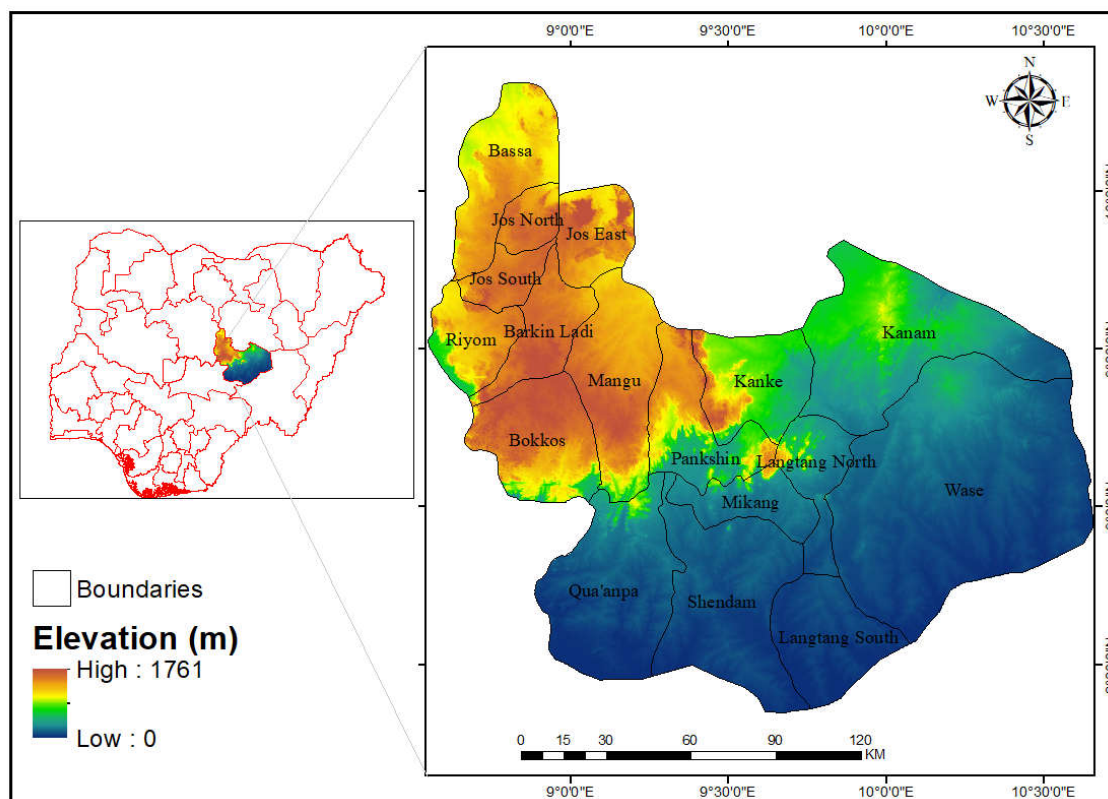 9°0'0"E 9°30'0"E 10°0'0"E 10°30'0"E
N
W E
S
Bassa
Jos North
Jos East
Jos South
Riyom
Barkin Ladi
Kanam
Mangu
Kanke
Bokkos
Pankshin
Langtang North
Mikang
Wase
Qua'anpa
Shendam
Langtang South
Boundaries
Elevation (m)
High : 1761
Low : 0
0 15 30 60 90 120
KM
9°0'0"E 9°30'0"E 10°0'0"E 10°30'0"E